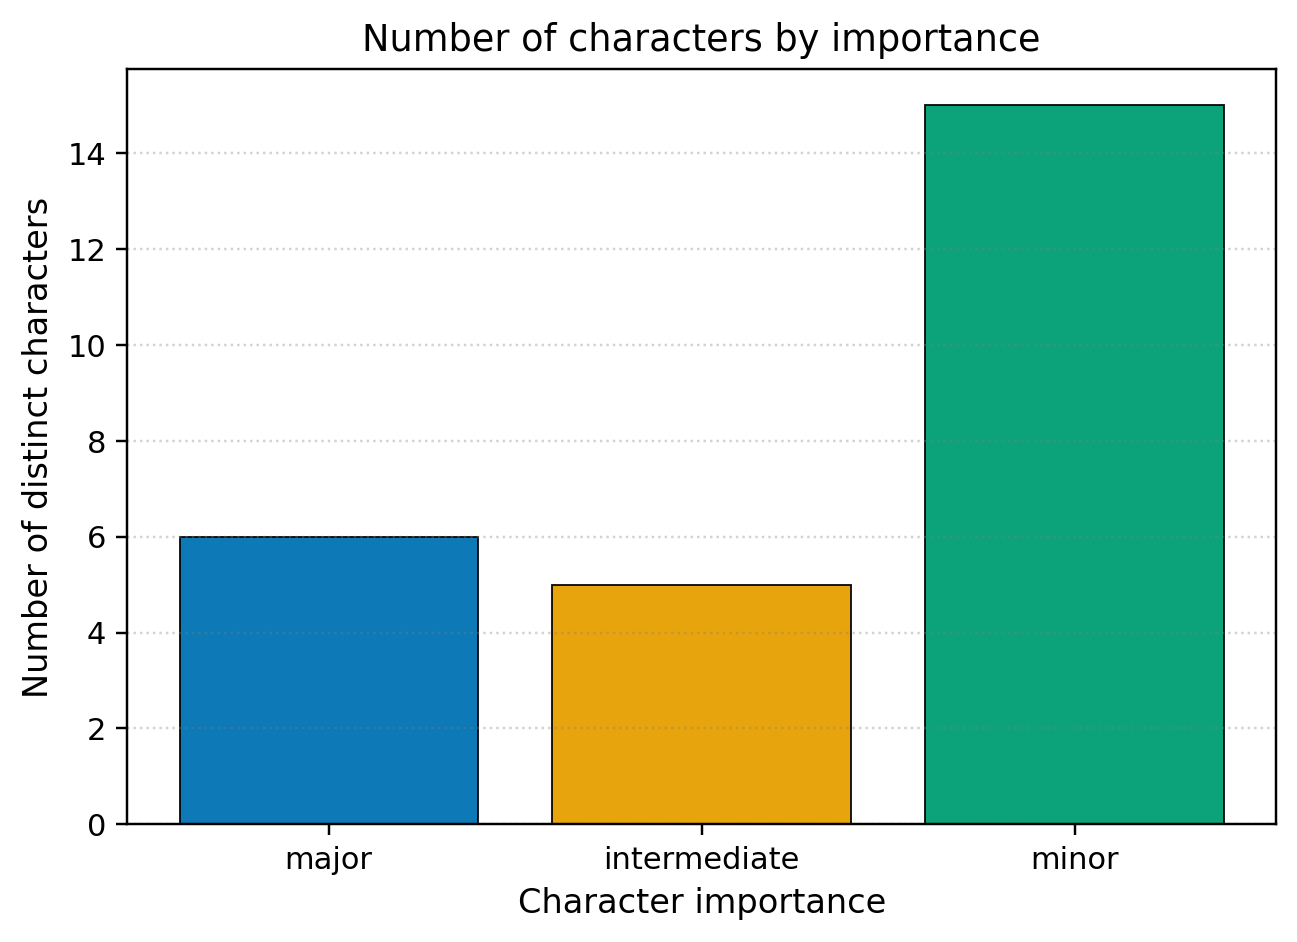 Number of characters by importance
Number of distinct characters
14
12
10
8
6
4
2
0
major
intermediate
minor
Character importance